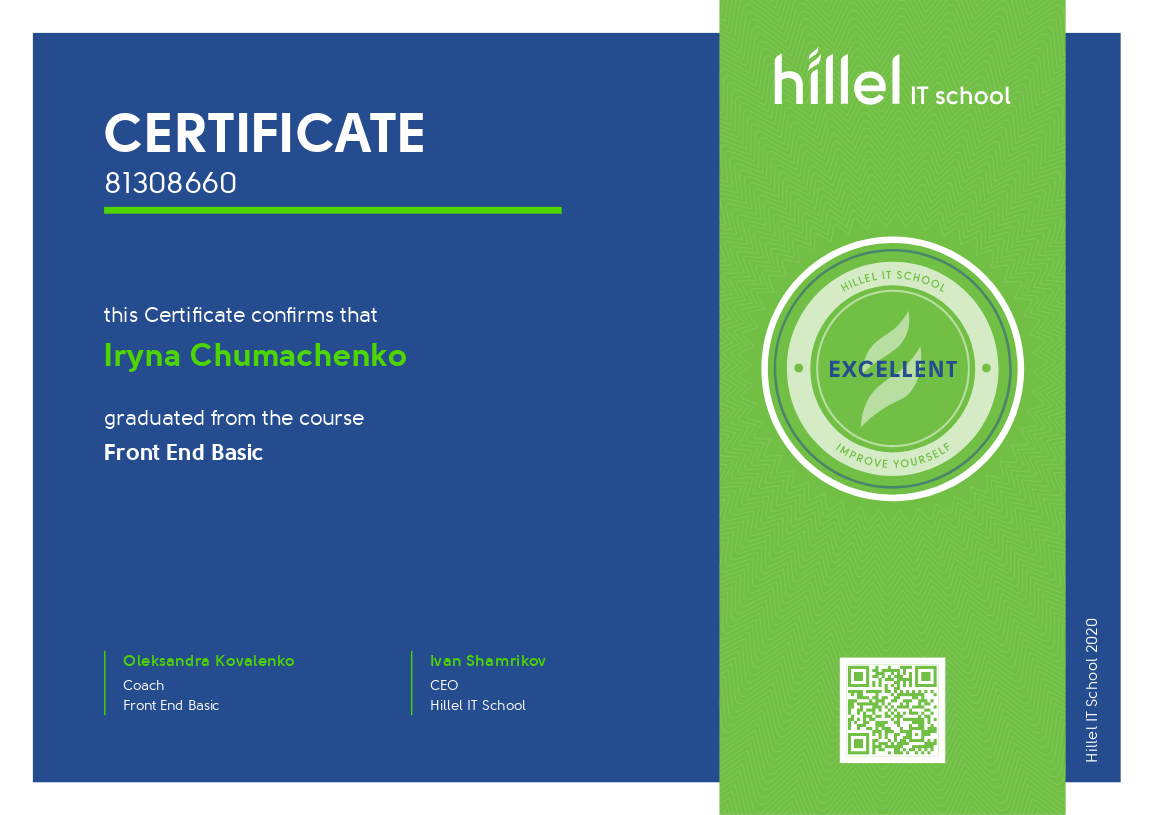 CERTIFICATE
81308660
this Certificate confirms that
Iryna Chumachenko
graduated from the course
Front End Basic
Oleksandra Kovalenko
Coach
Front End Basic
Ivan Shamrikov
CEO
Hillel IT School
hillel IT school
HILLEL IT SCHOOL
EXCELLENT
IMPROVE YOURSELF
Hillel IT School 2020